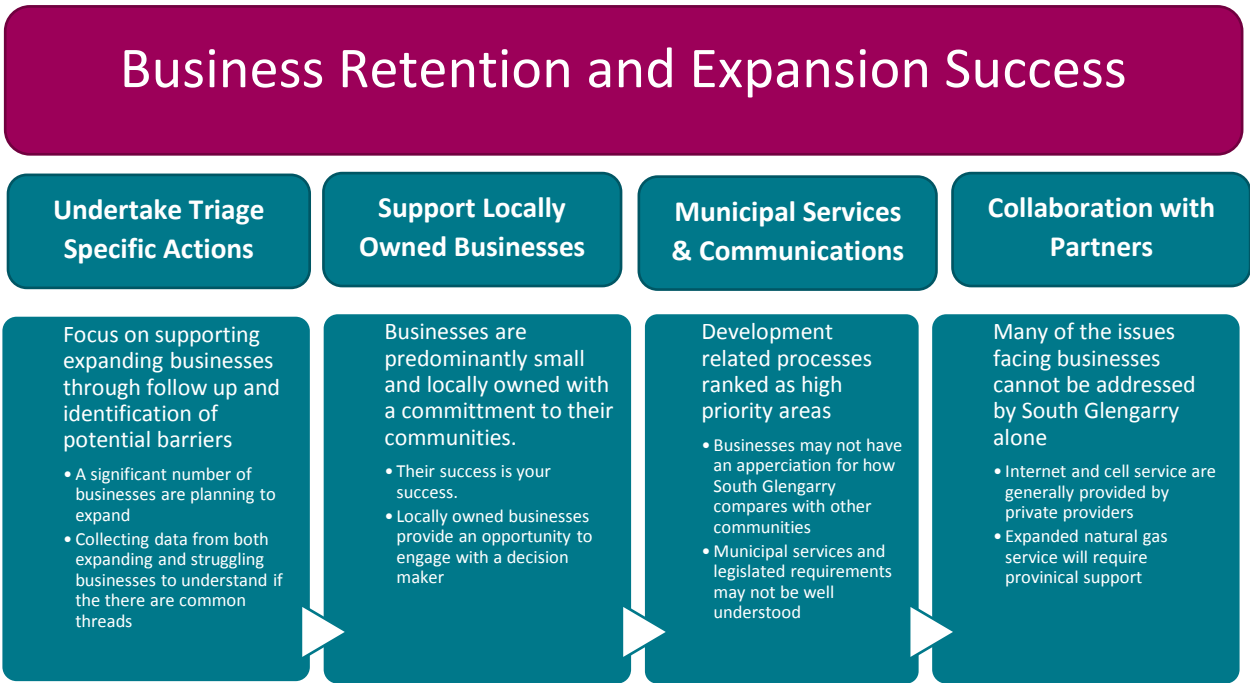 Business Retention and Expansion Success
Undertake Triage
Specific Actions
Support Locally
Owned Businesses
Municipal Services
& Communications
Collaboration with
Partners
Focus on supporting
expanding businesses
through follow up and
identification of
potential barriers
• A significant number of
businesses are planning to
expand
• Collecting data from both
expanding and struggling
businesses to understand if
the there are common
threads
Businesses are
predominantly small
and locally owned with
a committment to their
communities.
• Their success is your
success.
• Locally owned businesses
provide an opportunity to
engage with a decision
maker
Development
related processes
ranked as high
priority areas
• Businesses may not have
an apperciation for how
South Glengarry
compares with other
communities
• Municipal services and
legislated requirements
may not be well
understood
Many of the issues
facing businesses
cannot be addressed
by South Glengarry
alone
• Internet and cell service are
generally provided by
private providers
• Expanded natural gas
service will require
provinical support